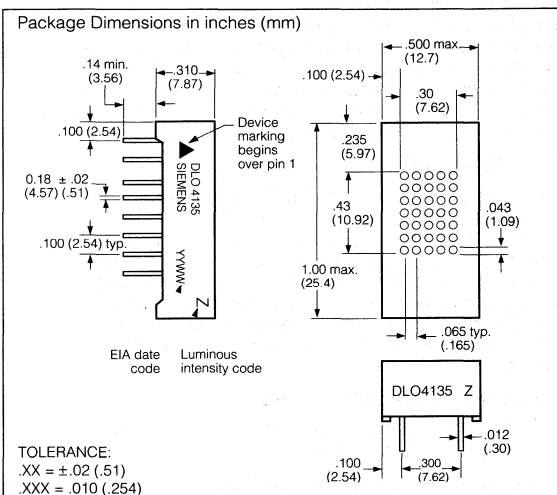 Package Dimensions in inches (mm)
.14 min.
(3.56)
.310
(7.87)
.100 (2.54)
Device
marking
begins
over pin 1
0.18 ± .02
(4.57) (.51)
.100 (2.54) typ.
DLO 4135
SIEMENS
YYWW
Z
EIA date
code
Luminous
intensity code
.500 max.
(12.7)
.100 (2.54)
.30
(7.62)
.235
(5.97)
.43
(10.92)
.043
(1.09)
1.00 max.
(25.4)
.065 typ.
(.165)
DLO4135 Z
.012
(.30)
.100
(2.54)
.300
(7.62)
TOLERANCE:
.XX = ±.02 (.51)
.XXX = .010 (.254)